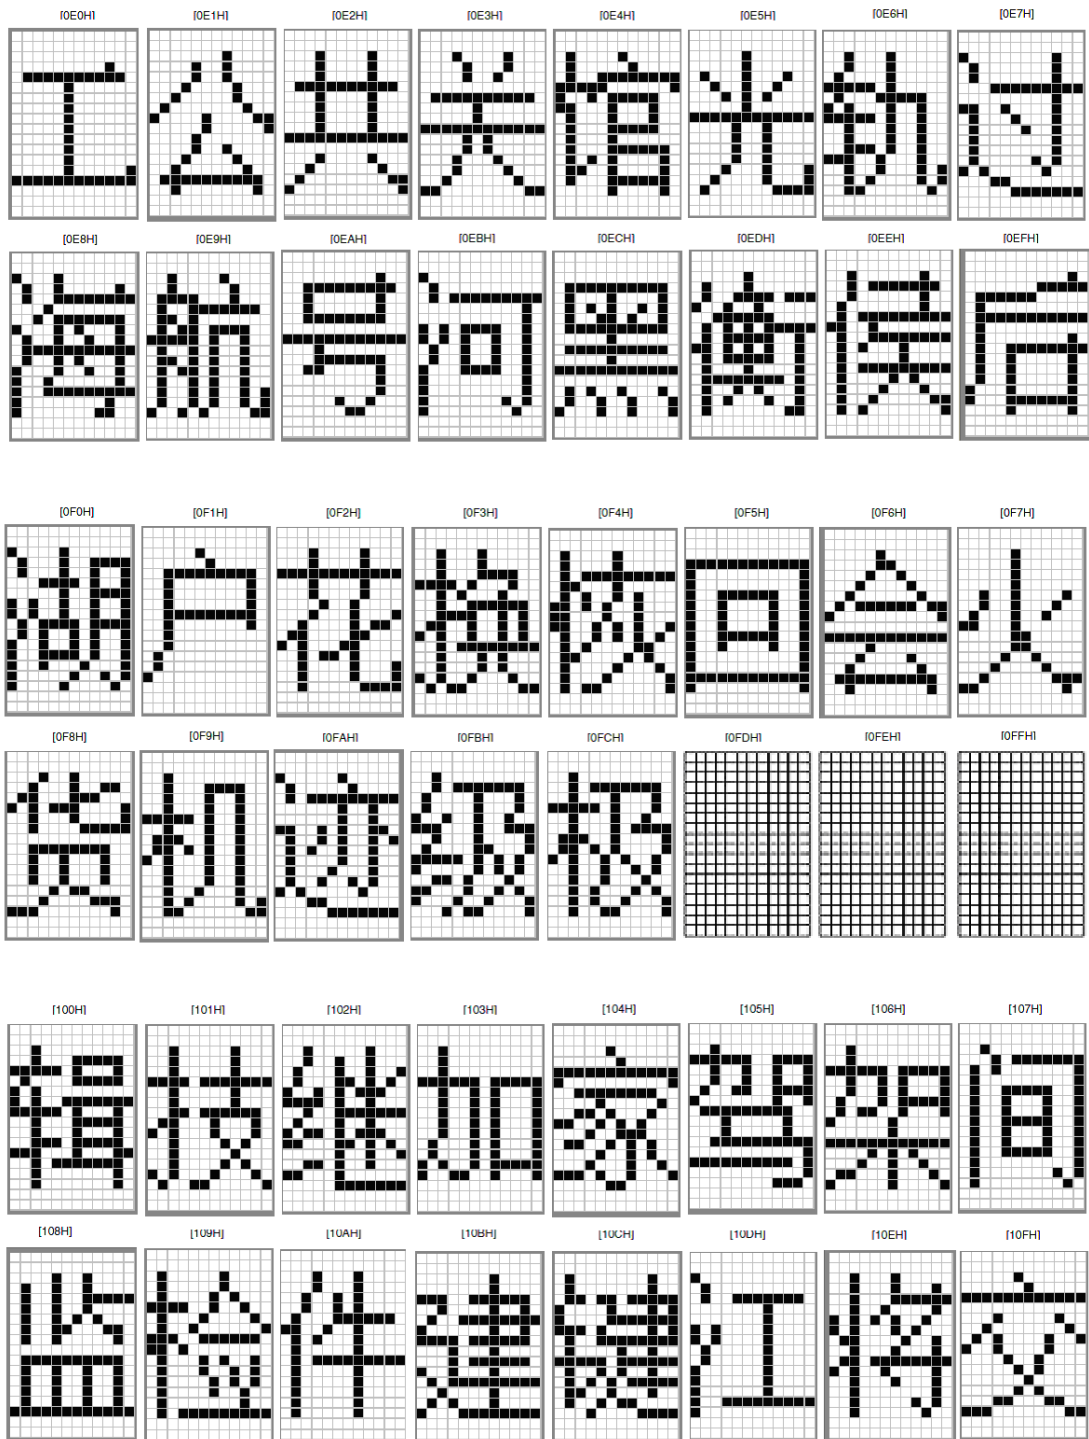 [0E0H] [0E1H] [0E2H] [0E3H] [0E4H] [0E5H] [0E6H] [0E7H]
工 公 共 关 光 轨 过
[0E8H] [0E9H] [0EAH] [0EBH] [0ECH] [0EDH] [0EEH] [0EFH]
海 航 号 河 黑 候 后
[0F0H] [0F1H] [0F2H] [0F3H] [0F4H] [0F5H] [0F6H] [0F7H]
湖 户 花 换 恢 回 会 火
[0F8H] [0F9H] [0FAH] [0FBH] [0FCH] [0FDH] [0FEH] [0FFH]
货 机 迹 级 极
[100H] [101H] [102H] [103H] [104H] [105H] [106H] [107H]
技 继 加 家 驾 架 间
[108H] [109H] [10AH] [10BH] [10CH] [10DH] [10EH] [10FH]
监 检 件 建 键 江 将 交